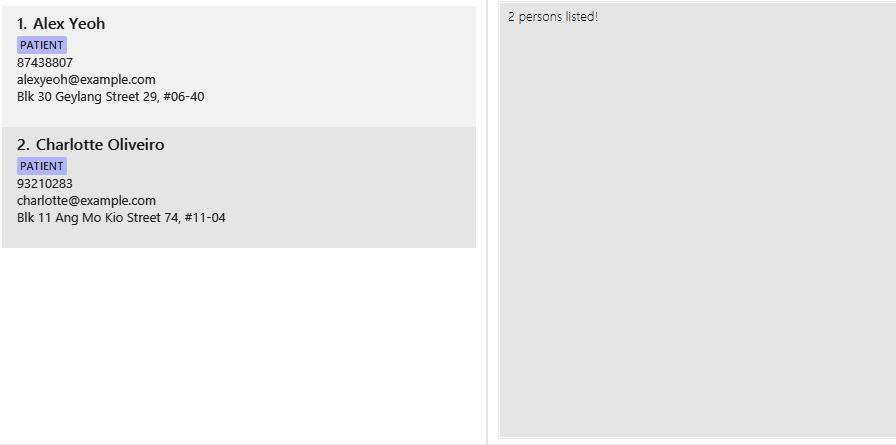 1. Alex Yeoh
PATIENT
87438807
alexyeoh@example.com
Blk 30 Geylang Street 29, #06-40
2. Charlotte Oliveiro
PATIENT
93210283
charlotte@example.com
Blk 11 Ang Mo Kio Street 74, #11-04
2 persons listed!